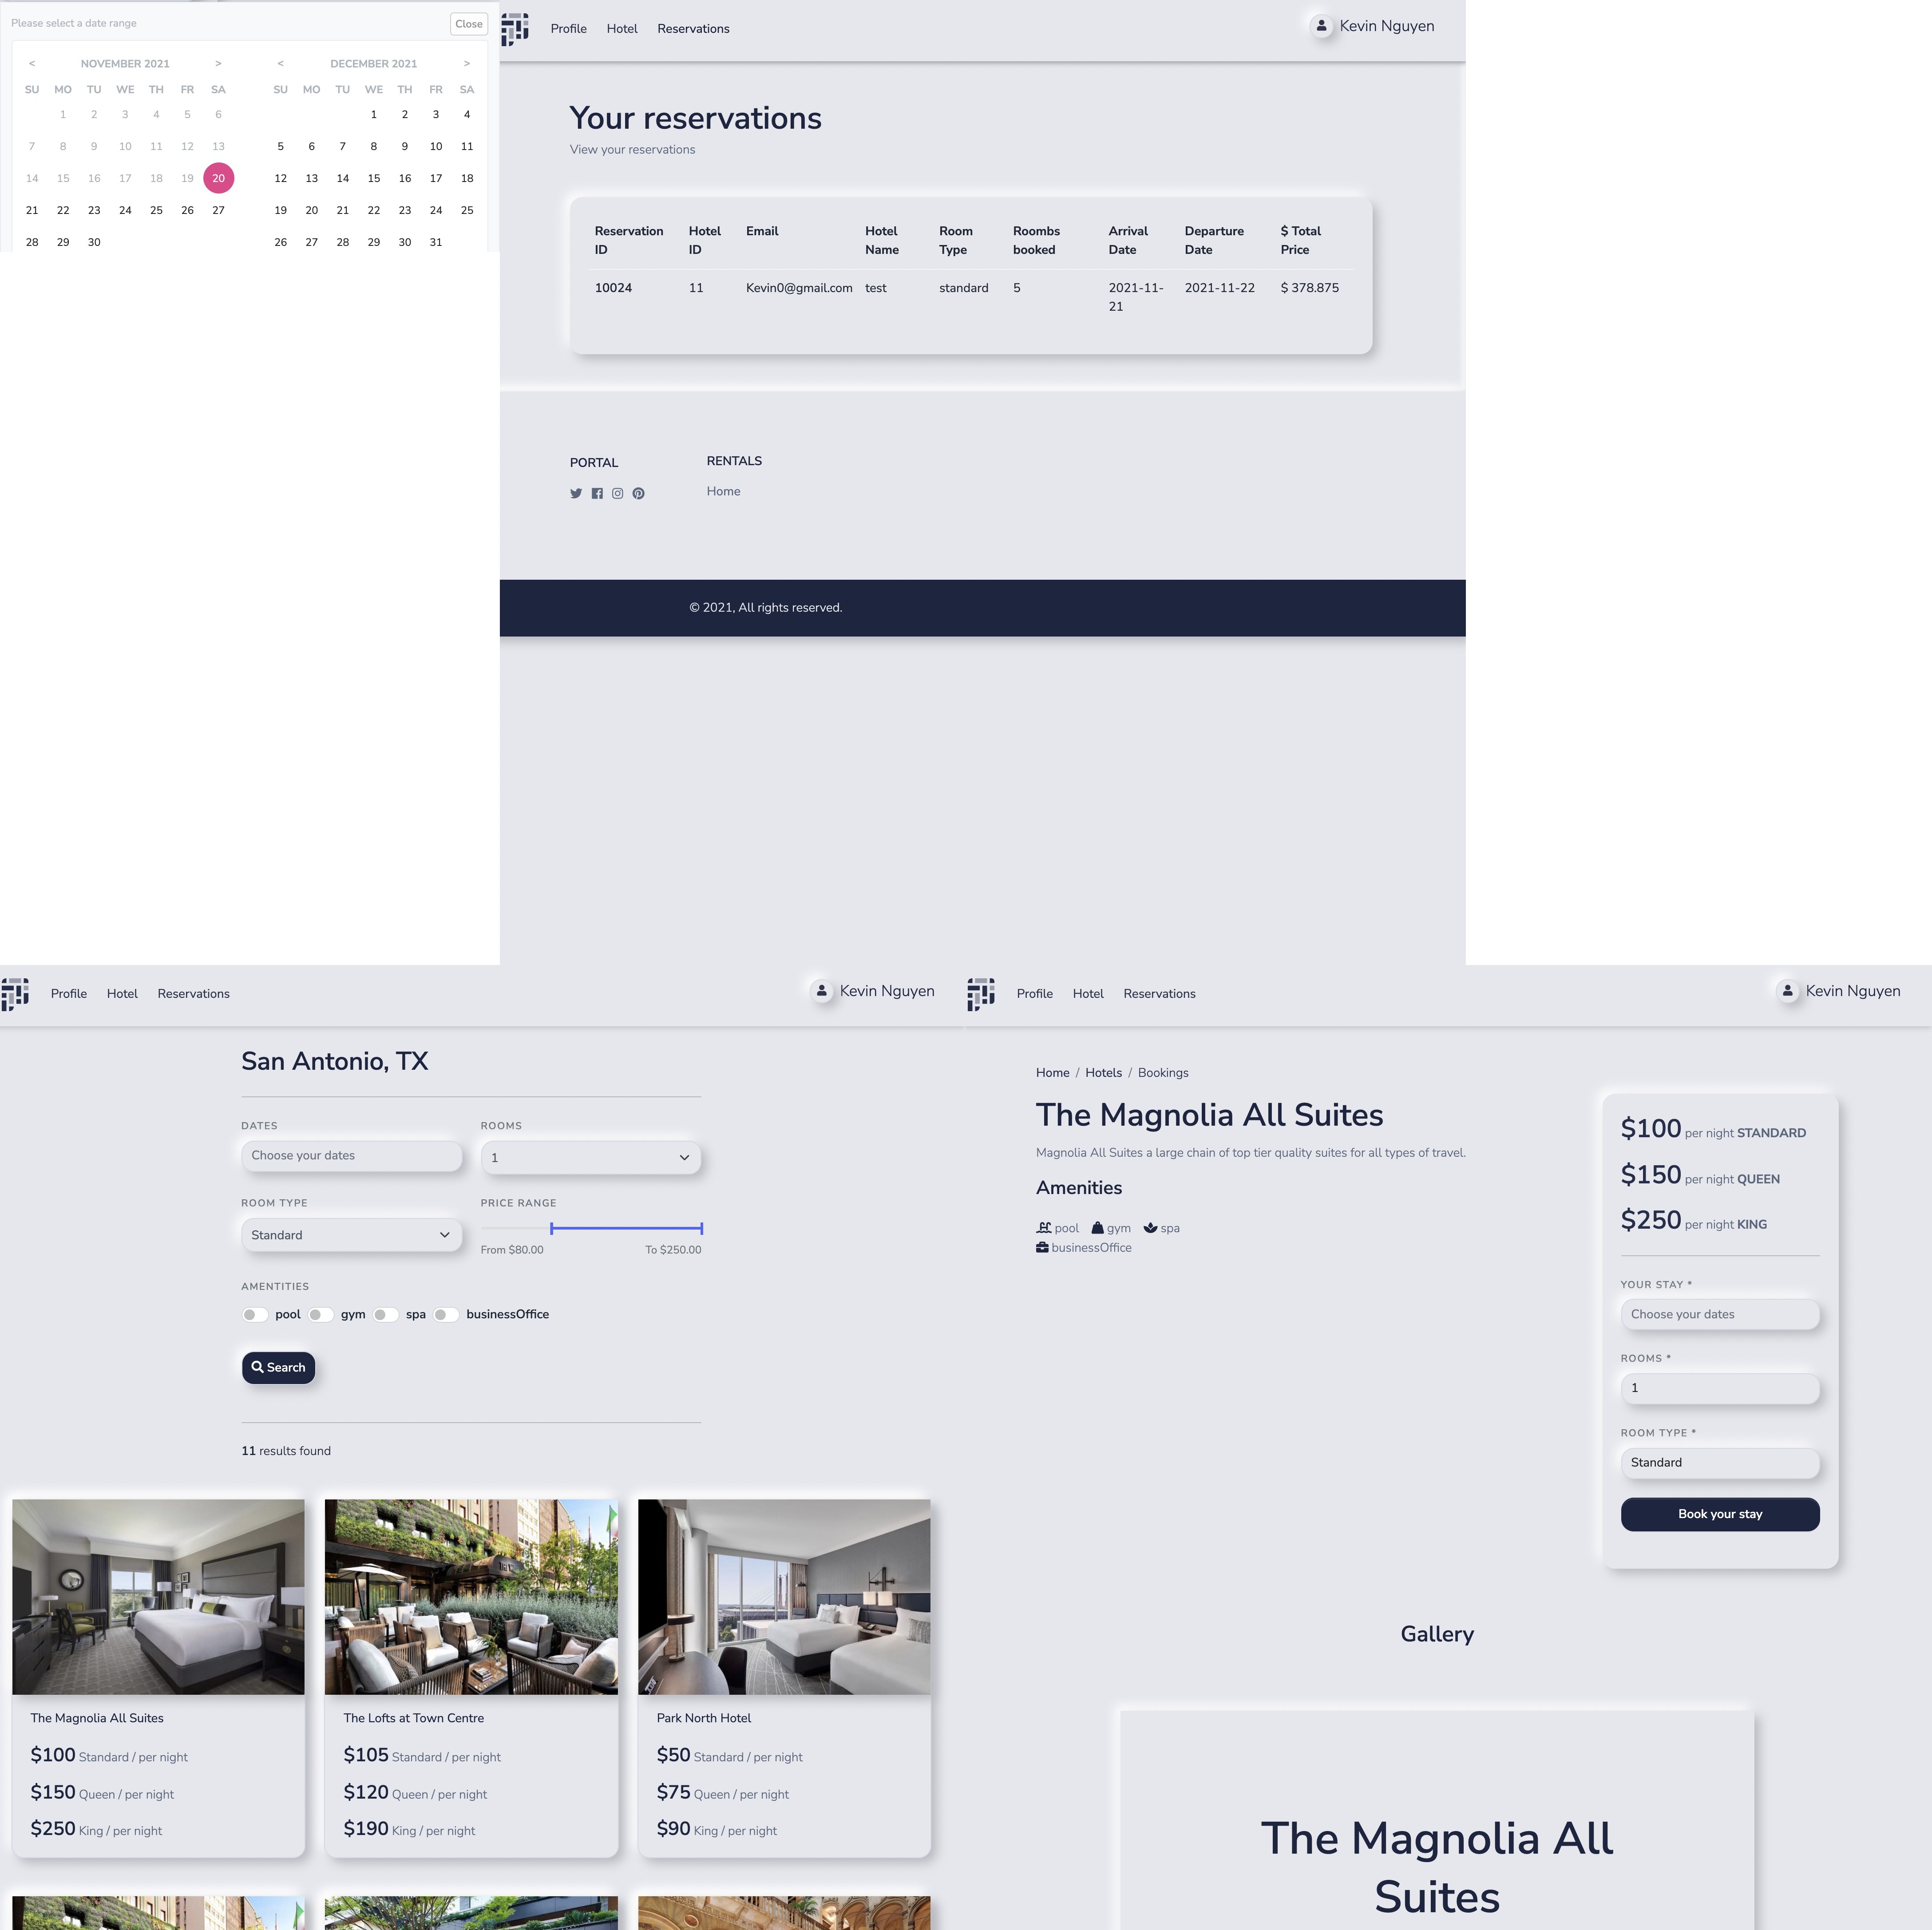 Please select a date range
Close
< NOVEMBER 2021 >
SU MO TU WE TH FR SA
1 2 3 4 5 6
7 8 9 10 11 12 13
14 15 16 17 18 19 20
21 22 23 24 25 26 27
28 29 30
< DECEMBER 2021 >
SU MO TU WE TH FR SA
1 2 3 4
5 6 7 8 9 10 11
12 13 14 15 16 17 18
19 20 21 22 23 24 25
26 27 28 29 30 31
Profile Hotel Reservations
Kevin Nguyen
Your reservations
View your reservations
Reservation ID Hotel ID Email Hotel Name Room Type Roombs booked Arrival Date Departure Date $ Total Price
10024 11 Kevin0@gmail.com test standard 5 2021-11-21 2021-11-22 $ 378.875
PORTAL
RENTALS
Home
© 2021, All rights reserved.
Profile Hotel Reservations
Kevin Nguyen
San Antonio, TX
DATES
Choose your dates
ROOMS
1
ROOM TYPE
Standard
PRICE RANGE
From $80.00 To $250.00
AMENTITIES
pool gym spa businessOffice
Search
11 results found
The Magnolia All Suites
$100 Standard / per night
$150 Queen / per night
$250 King / per night
The Lofts at Town Centre
$105 Standard / per night
$120 Queen / per night
$190 King / per night
Park North Hotel
$50 Standard / per night
$75 Queen / per night
$90 King / per night
Profile Hotel Reservations
Kevin Nguyen
Home / Hotels / Bookings
The Magnolia All Suites
Magnolia All Suites a large chain of top tier quality suites for all types of travel.
Amenities
pool gym spa
businessOffice
$100 per night STANDARD
$150 per night QUEEN
$250 per night KING
YOUR STAY *
Choose your dates
ROOMS *
1
ROOM TYPE *
Standard
Book your stay
Gallery
The Magnolia All
Suites